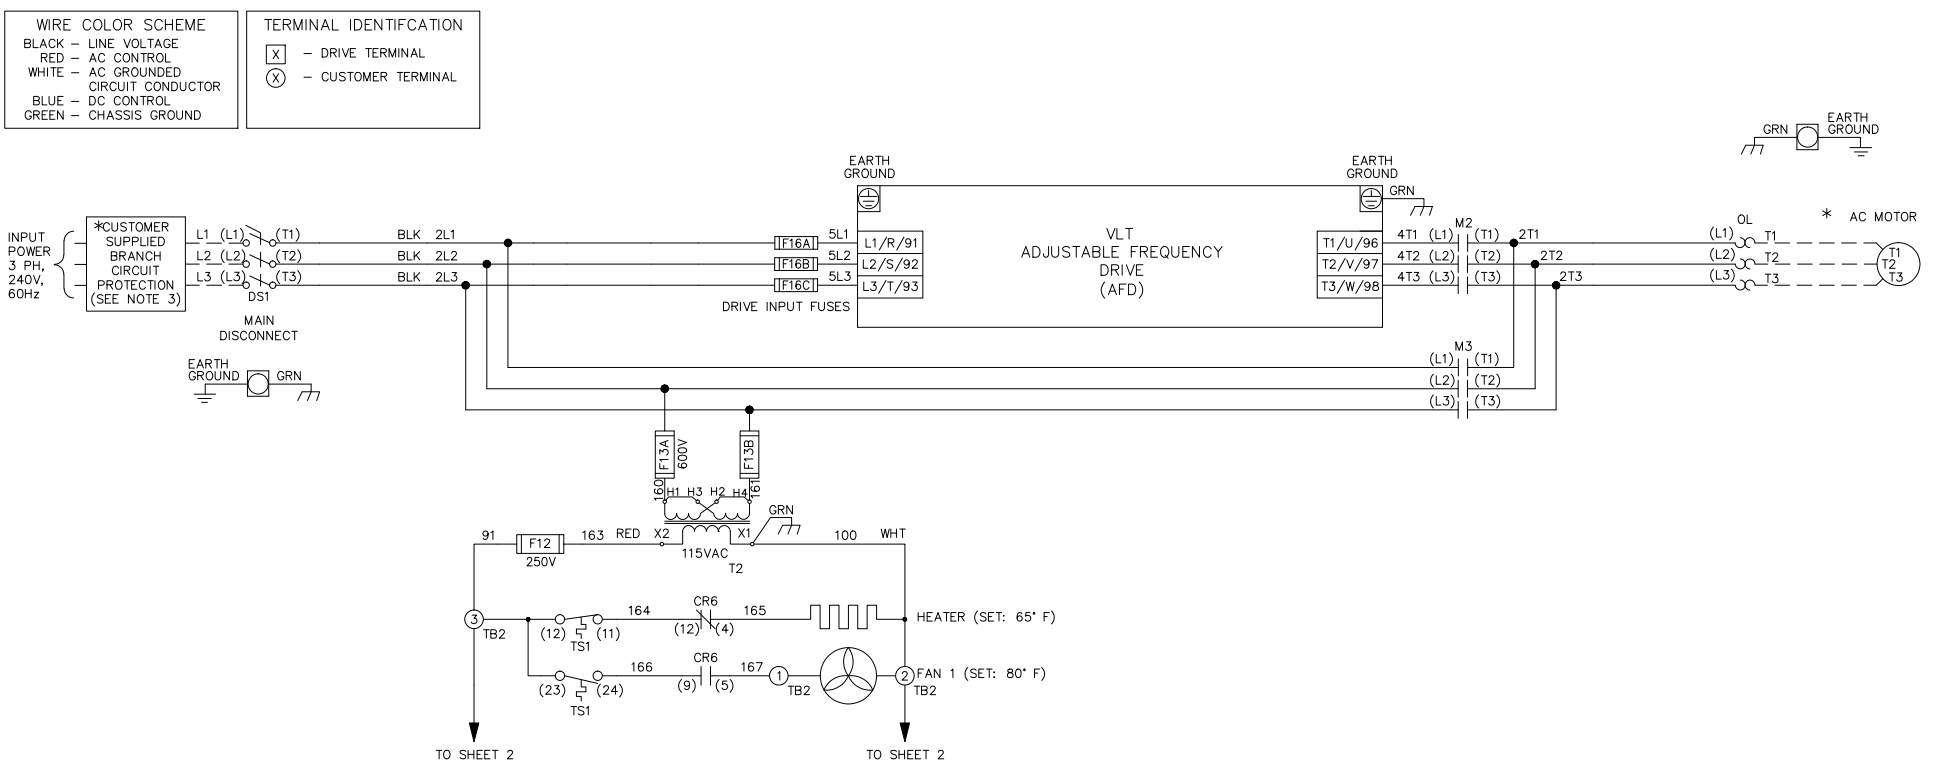 WIRE COLOR SCHEME
BLACK – LINE VOLTAGE
RED – AC CONTROL
WHITE – AC GROUNDED
CIRCUIT CONDUCTOR
BLUE – DC CONTROL
GREEN – CHASSIS GROUND
TERMINAL IDENTIFCATION
X – DRIVE TERMINAL
X – CUSTOMER TERMINAL
GRN
EARTH
GROUND
EARTH
GROUND
EARTH
GROUND
GRN
INPUT
POWER
3 PH,
240V,
60Hz
*CUSTOMER
SUPPLIED
BRANCH
CIRCUIT
PROTECTION
(SEE NOTE 3)
L1 (L1) (T1) BLK 2L1 F16A 5L1 L1/R/91
L2 (L2) (T2) BLK 2L2 F16B 5L2 L2/S/92
L3 (L3) (T3) BLK 2L3 F16C 5L3 L3/T/93
DS1
MAIN
DISCONNECT
DRIVE INPUT FUSES
VLT
ADJUSTABLE FREQUENCY
DRIVE
(AFD)
M2
T1/U/96 4T1 (L1) (T1) 2T1
T2/V/97 4T2 (L2) (T2) 2T2
T3/W/98 4T3 (L3) (T3) 2T3
OL
(L1) T1
(L2) T2
(L3) T3
* AC MOTOR
T1
T2
T3
M3
(L1) (T1)
(L2) (T2)
(L3) (T3)
EARTH
GROUND
GRN
F13A
600V
F13B
160
161
H1 H3 H2 H4
GRN
91 F12 163 RED X2 X1 100 WHT
250V
115VAC
T2
3
TB2
164 CR6 165
(12) (11) (12) (4)
TS1
HEATER (SET: 65° F)
166 CR6 167
(23) (24) (9) (5)
TS1
1
TB2
2
TB2
FAN 1 (SET: 80° F)
TO SHEET 2
TO SHEET 2